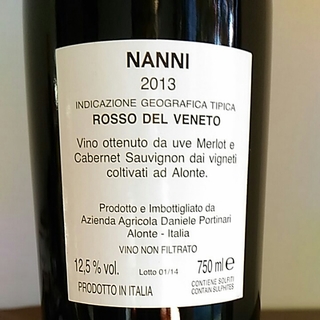 NANNI
2013
INDICAZIONE GEOGRAFICA TIPICA
ROSSO DEL VENETO
Vino ottenuto da uve Merlot e
Cabernet Sauvignon dai vigneti
coltivati ad Alonte.
Prodotto e Imbottigliato da
Azienda Agricola Daniele Portinari
Alonte - Italia
VINO NON FILTRATO
12,5 % vol. Lotto 01/14 750 ml e
PRODOTTO IN ITALIA
CONTIENE SOLFITI
CONTAIN SULPHITES